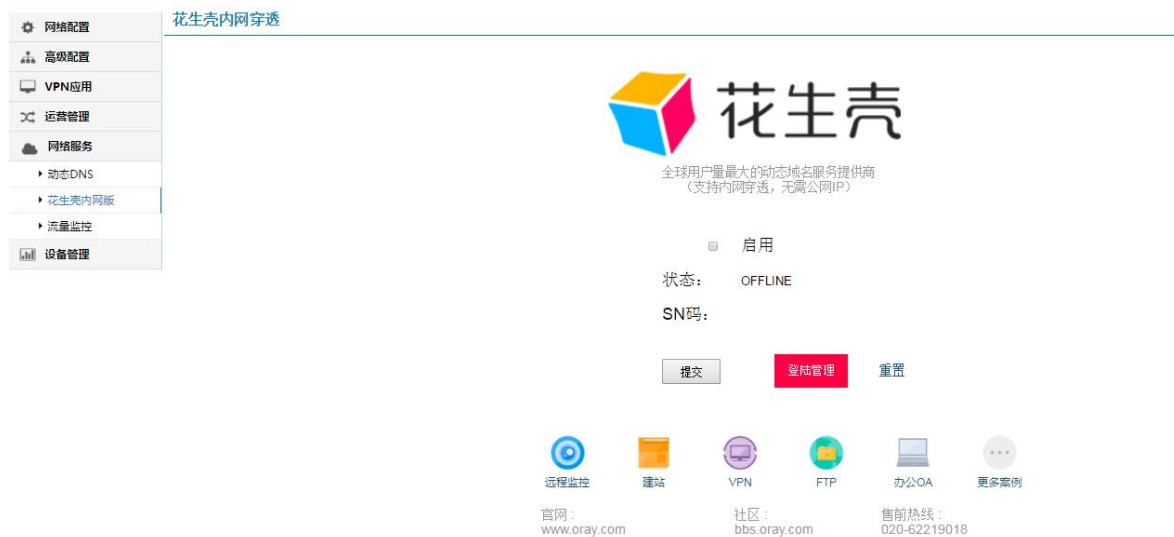 网络配置
高级配置
VPN应用
运营管理
网络服务
动态DNS
花生壳内网版
流量监控
设备管理
花生壳内网穿透
花生壳
全球用户量最大的动态域名服务提供商
（支持内网穿透，无需公网IP）
启用
状态： OFFLINE
SN码：
提交 登陆管理 重置
远程监控 建站 VPN FTP 办公OA 更多案例
官网： 社区： 售前热线：
www.oray.com bbs.oray.com 020-62219018